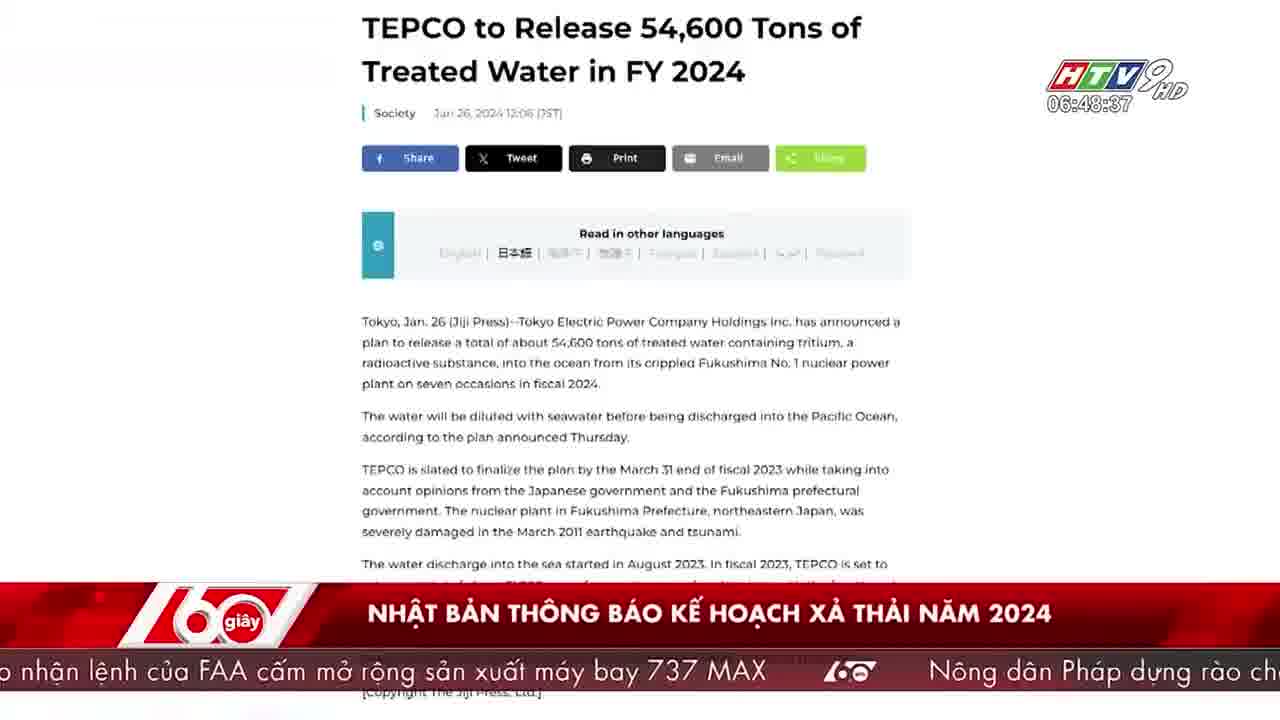 TEPCO to Release 54,600 Tons of
Treated Water in FY 2024
HTV9 HD
06:48:37
Society Jan 26, 2024 12:06 (JST)
Share Tweet Print Email
Read in other languages
English | 日本語 |
Tokyo, Jan. 26 (Jiji Press)--Tokyo Electric Power Company Holdings Inc. has announced a
plan to release a total of about 54,600 tons of treated water containing tritium, a
radioactive substance, into the ocean from its crippled Fukushima No. 1 nuclear power
plant on seven occasions in fiscal 2024.
The water will be diluted with seawater before being discharged into the Pacific Ocean,
according to the plan announced Thursday.
TEPCO is slated to finalize the plan by the March 31 end of fiscal 2023 while taking into
account opinions from the Japanese government and the Fukushima prefectural
government. The nuclear plant in Fukushima Prefecture, northeastern Japan, was
severely damaged in the March 2011 earthquake and tsunami.
The water discharge into the sea started in August 2023. In fiscal 2023, TEPCO is set to
60 giây
NHẬT BẢN THÔNG BÁO KẾ HOẠCH XẢ THẢI NĂM 2024
o nhận lệnh của FAA cấm mở rộng sản xuất máy bay 737 MAX 60 Nông dân Pháp dựng rào ch
[Copyright The Jiji Press, Ltd.]